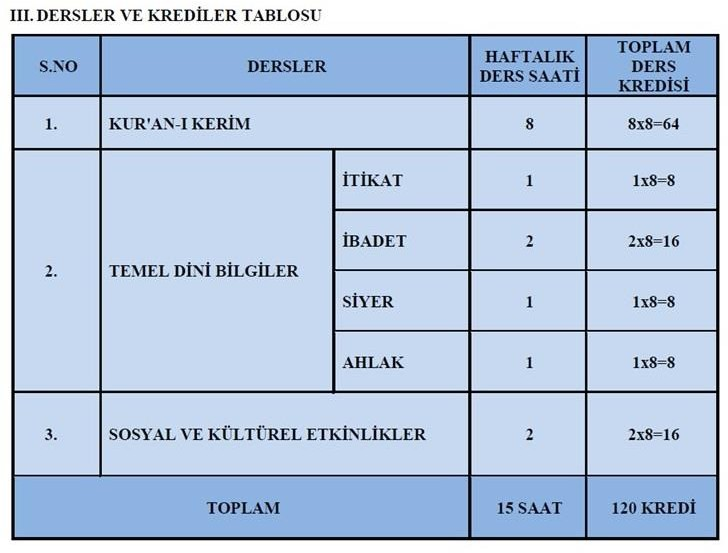 III. DERSLER VE KREDİLER TABLOSU
S.NO DERSLER HAFTALIK DERS SAATİ TOPLAM DERS KREDİSİ
1. KUR'AN-I KERİM 8 8x8=64
2. TEMEL DİNİ BİLGİLER
İTİKAT 1 1x8=8
İBADET 2 2x8=16
SİYER 1 1x8=8
AHLAK 1 1x8=8
3. SOSYAL VE KÜLTÜREL ETKİNLİKLER 2 2x8=16
TOPLAM 15 SAAT 120 KREDİ